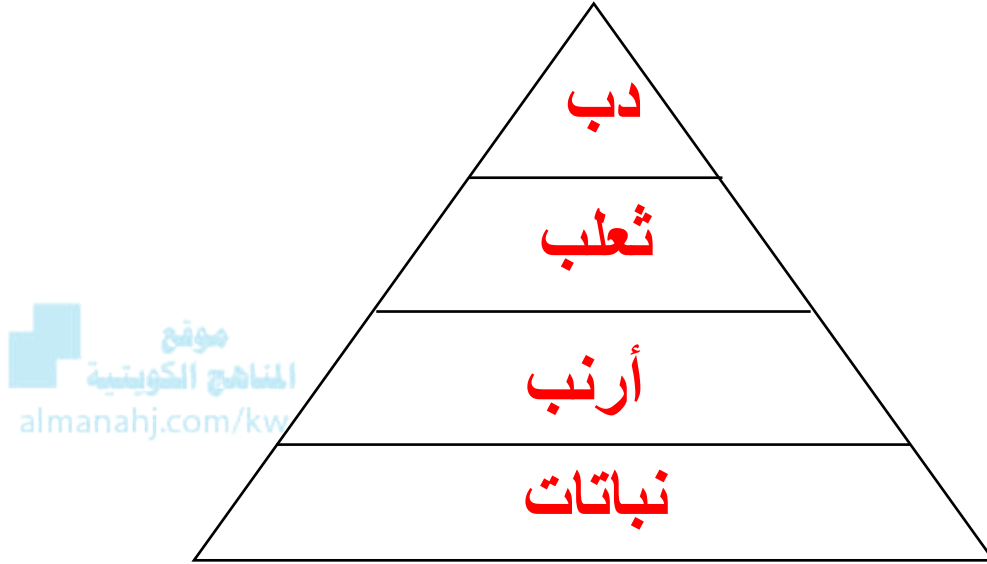 دب
ثعلب
موقع
المناهج الكويتية
almanahj.com/kw
أرنب
نباتات